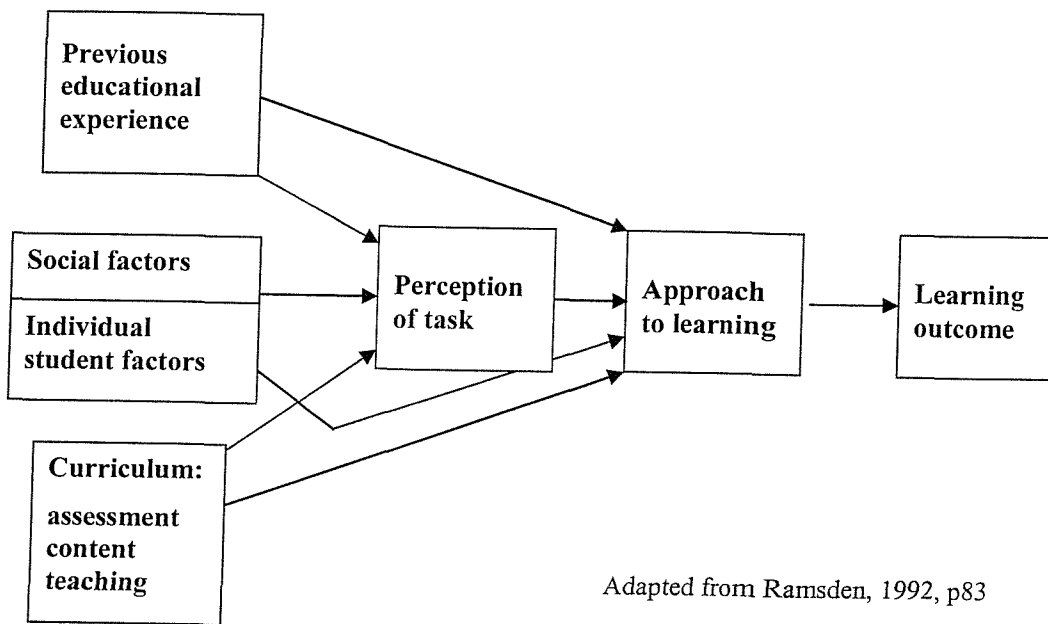 Previous
educational
experience
Social factors
Individual
student factors
Curriculum:
assessment
content
teaching
Perception
of task
Approach
to learning
Learning
outcome
Adapted from Ramsden, 1992, p83